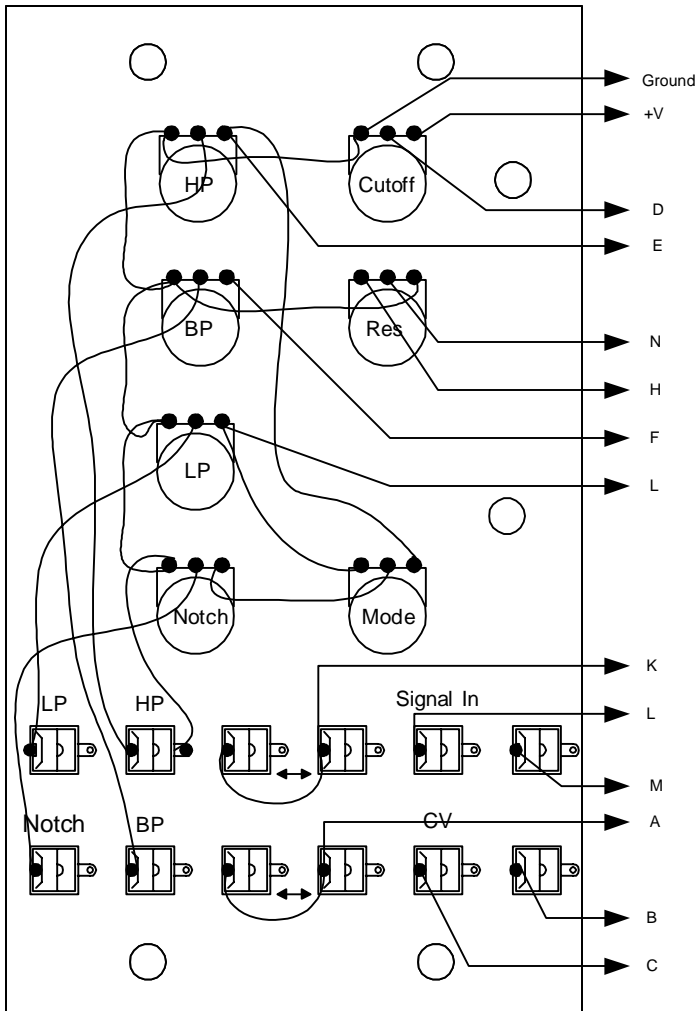 Ground
+V
HP
Cutoff
D
E
BP
Res
N
H
F
LP
L
Notch
Mode
K
LP
HP
Signal In
L
M
Notch
BP
CV
A
B
C